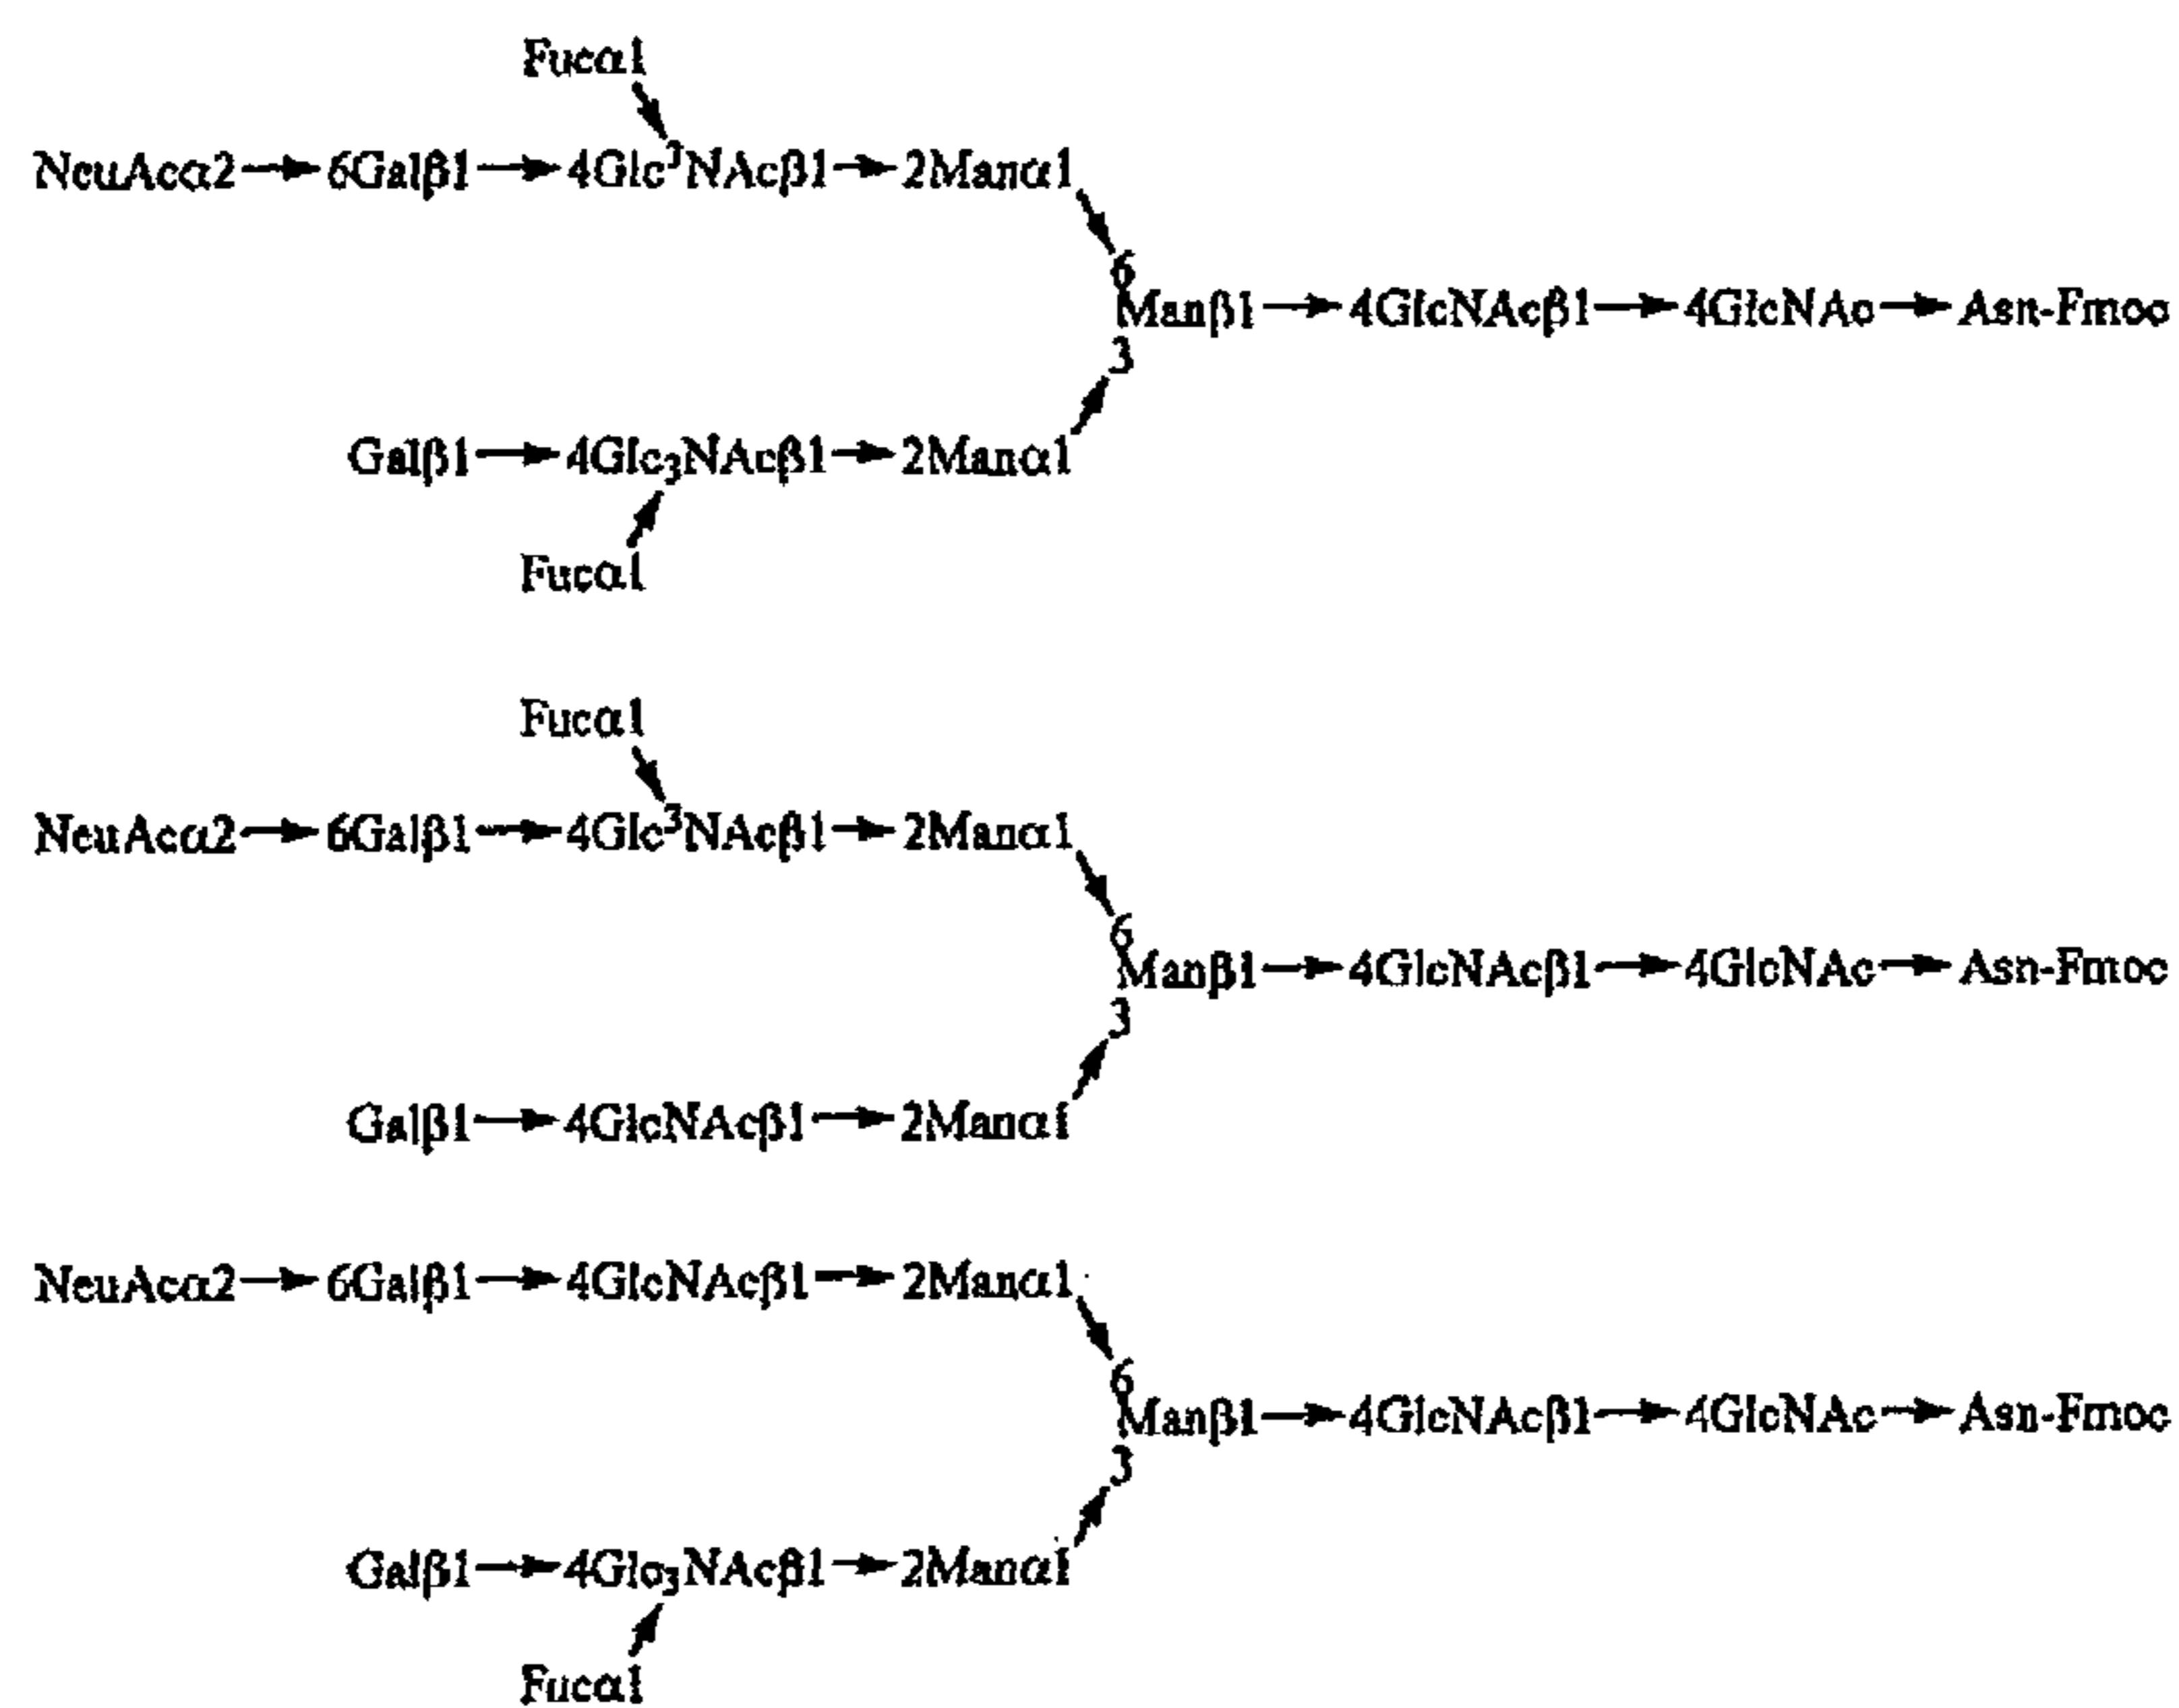 Fucα1
NeuAcα2→6Galβ1→4Glc³NAcβ1→2Manα1
6
Manβ1→4GlcNAcβ1→4GlcNAc→Asn-Fmoc
3
Galβ1→4Glc₃NAcβ1→2Manα1
Fucα1
Fucα1
NeuAcα2→6Galβ1→4Glc³NAcβ1→2Manα1
6
Manβ1→4GlcNAcβ1→4GlcNAc→Asn-Fmoc
3
Galβ1→4GlcNAcβ1→2Manα1
NeuAcα2→6Galβ1→4GlcNAcβ1→2Manα1
6
Manβ1→4GlcNAcβ1→4GlcNAc→Asn-Fmoc
3
Galβ1→4Glc₃NAcβ1→2Manα1
Fucα1